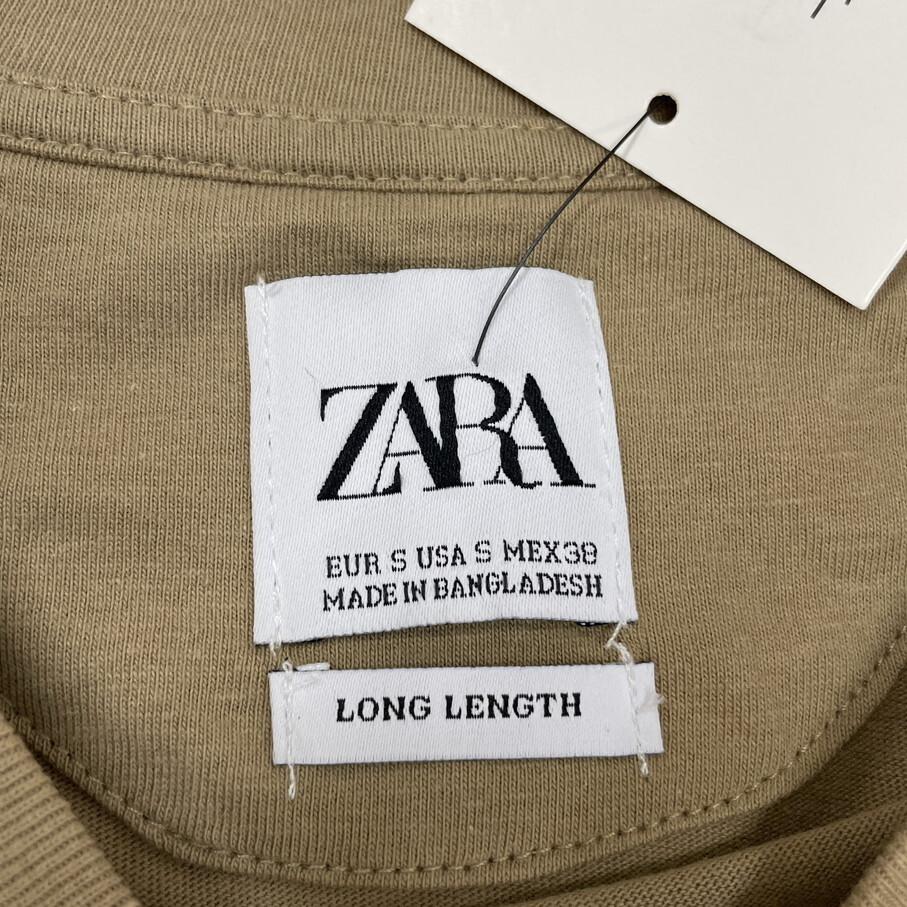 ZARA
EUR S USA S MEX38
MADE IN BANGLADESH
LONG LENGTH